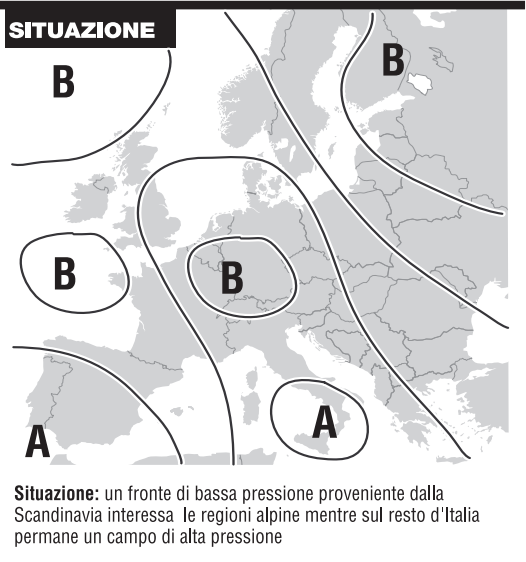 SITUAZIONE
B
B
B
B
A
A
Situazione: un fronte di bassa pressione proveniente dalla
Scandinavia interessa le regioni alpine mentre sul resto d'Italia
permane un campo di alta pressione